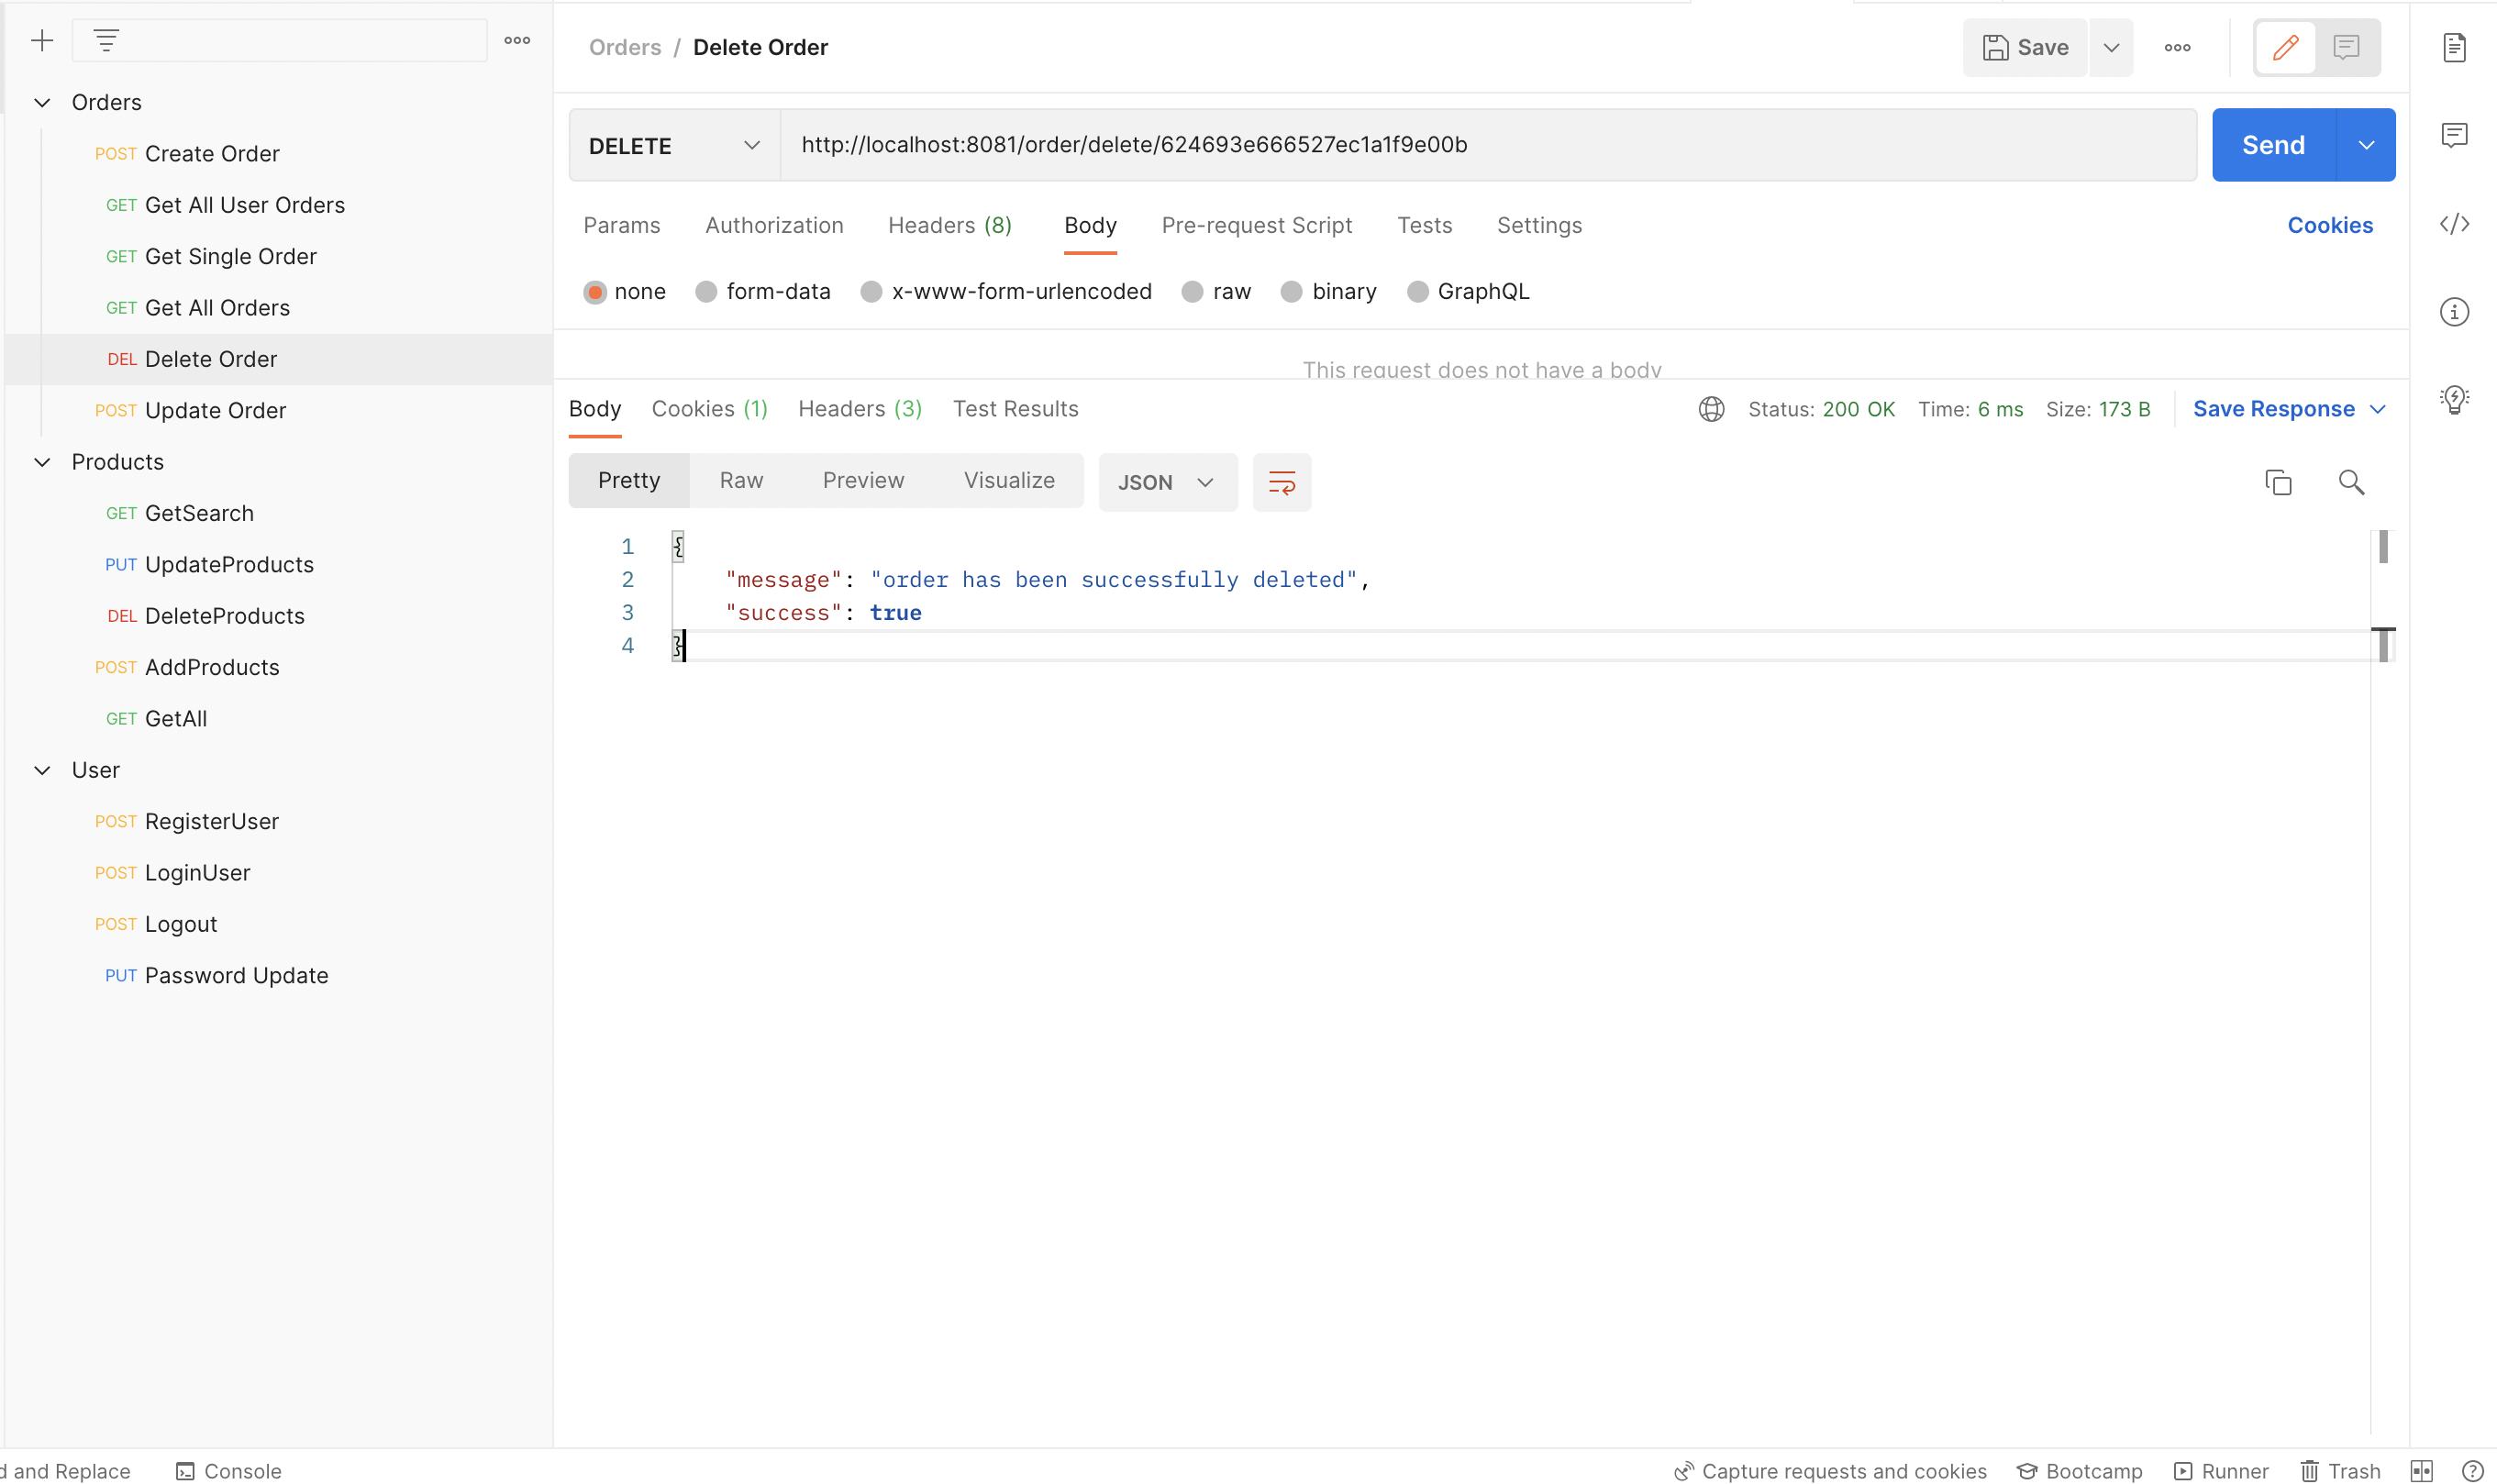 Orders
POST Create Order
GET Get All User Orders
GET Get Single Order
GET Get All Orders
DEL Delete Order
POST Update Order
Products
GET GetSearch
PUT UpdateProducts
DEL DeleteProducts
POST AddProducts
GET GetAll
User
POST RegisterUser
POST LoginUser
POST Logout
PUT Password Update
Orders / Delete Order
Save
DELETE http://localhost:8081/order/delete/624693e666527ec1a1f9e00b Send
Params Authorization Headers (8) Body Pre-request Script Tests Settings Cookies
none form-data x-www-form-urlencoded raw binary GraphQL
This request does not have a body
Body Cookies (1) Headers (3) Test Results Status: 200 OK Time: 6 ms Size: 173 B Save Response
Pretty Raw Preview Visualize JSON
1 {
2 "message": "order has been successfully deleted",
3 "success": true
4 }
d and Replace Console Capture requests and cookies Bootcamp Runner Trash